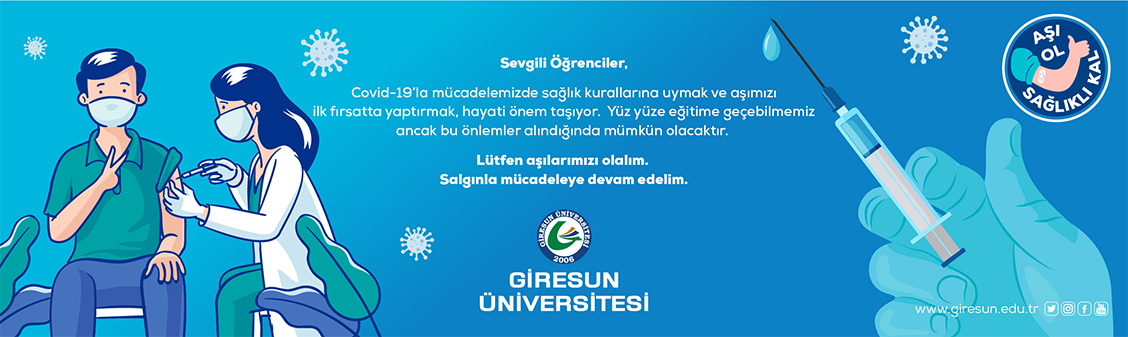 Sevgili Öğrenciler,
Covid-19'la mücadelemizde sağlık kurallarına uymak ve aşımızı
ilk fırsatta yaptırmak, hayati önem taşıyor. Yüz yüze eğitime geçebilmemiz
ancak bu önlemler alındığında mümkün olacaktır.
Lütfen aşılarımızı olalım.
Salgınla mücadeleye devam edelim.
GİRESUN ÜNİVERSİTESİ
2006
GİRESUN
ÜNİVERSİTESİ
AŞI
OL
SAĞLIKLI KAL
www.giresun.edu.tr